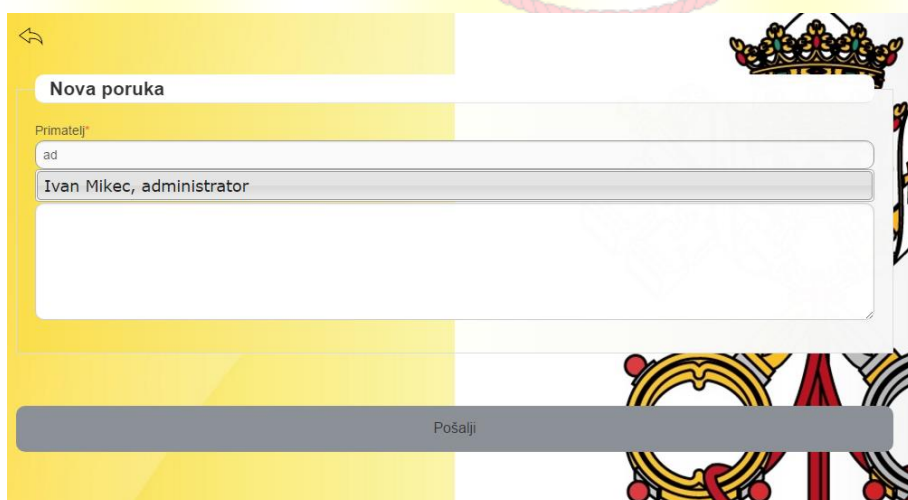 Nova poruka
Primatelj*
ad
Ivan Mikec, administrator
Pošalji